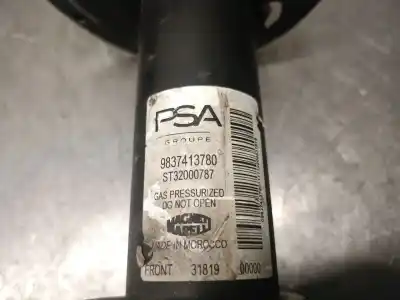 PSA
GROUPE
9837413780
ST32000787
GAS PRESSURIZED
DO NOT OPEN
MAGNETI
MARELLI
MADE IN MOROCCO
FRONT 31819 00000